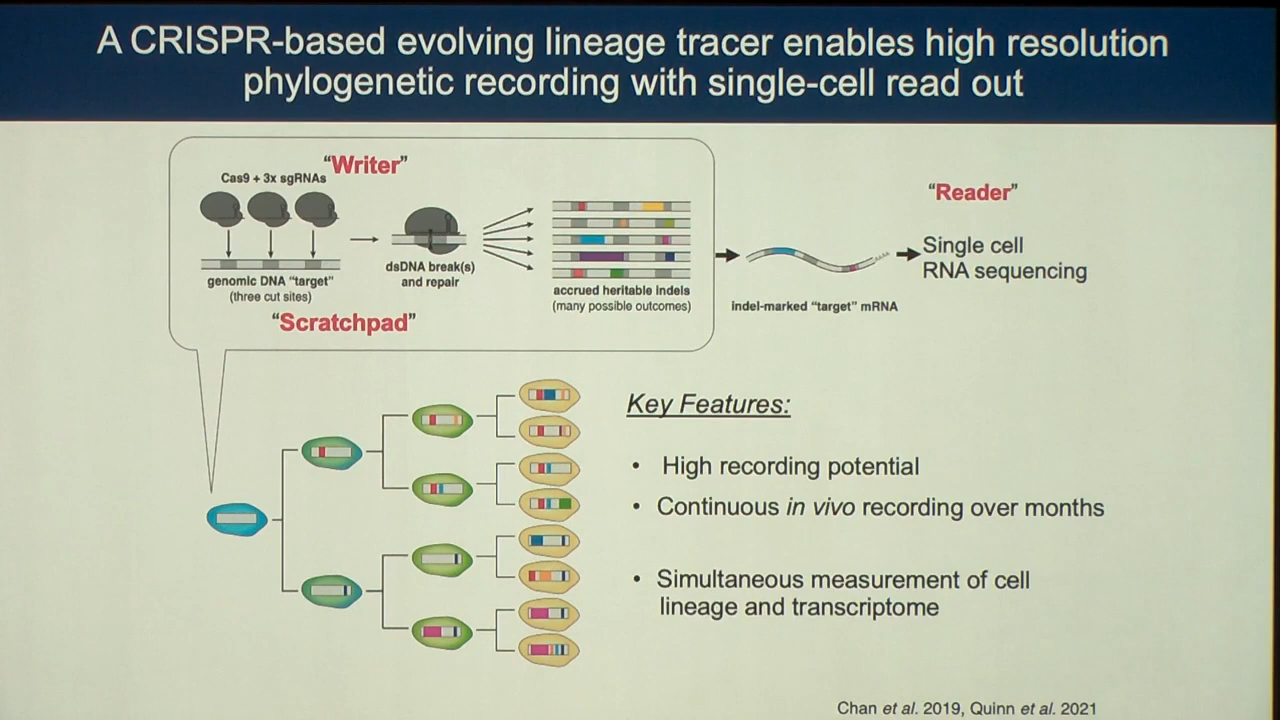 A CRISPR-based evolving lineage tracer enables high resolution
phylogenetic recording with single-cell read out
"Writer"
Cas9 + 3x sgRNAs
genomic DNA "target"
(three cut sites)
"Scratchpad"
dsDNA break(s)
and repair
accrued heritable indels
(many possible outcomes)
indel-marked "target" mRNA
"Reader"
Single cell
RNA sequencing
Key Features:
• High recording potential
• Continuous in vivo recording over months
• Simultaneous measurement of cell
lineage and transcriptome
Chan et al. 2019, Quinn et al. 2021